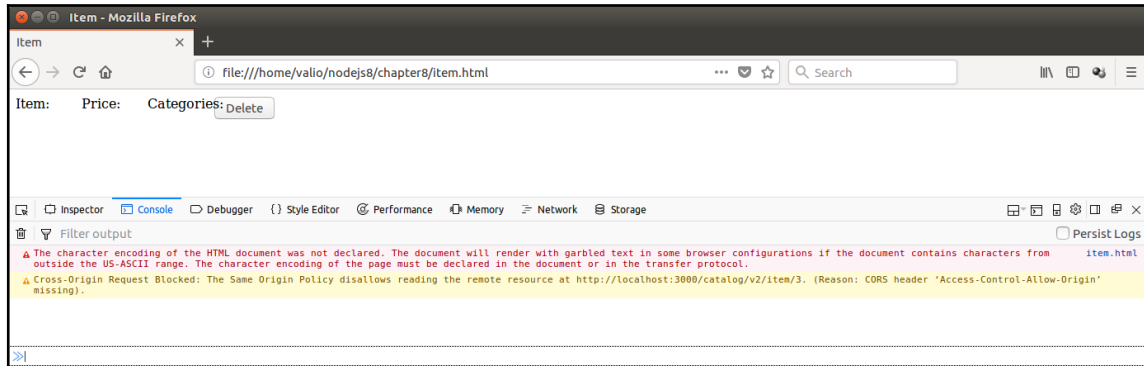 Item - Mozilla Firefox
Item
file:///home/valio/nodejs8/chapter8/item.html
Search
Item: Price: Categories: Delete
Inspector Console Debugger {} Style Editor Performance Memory Network Storage
Filter output Persist Logs
The character encoding of the HTML document was not declared. The document will render with garbled text in some browser configurations if the document contains characters from item.html
outside the US-ASCII range. The character encoding of the page must be declared in the document or in the transfer protocol.
Cross-Origin Request Blocked: The Same Origin Policy disallows reading the remote resource at http://localhost:3000/catalog/v2/item/3. (Reason: CORS header ‘Access-Control-Allow-Origin’
missing).